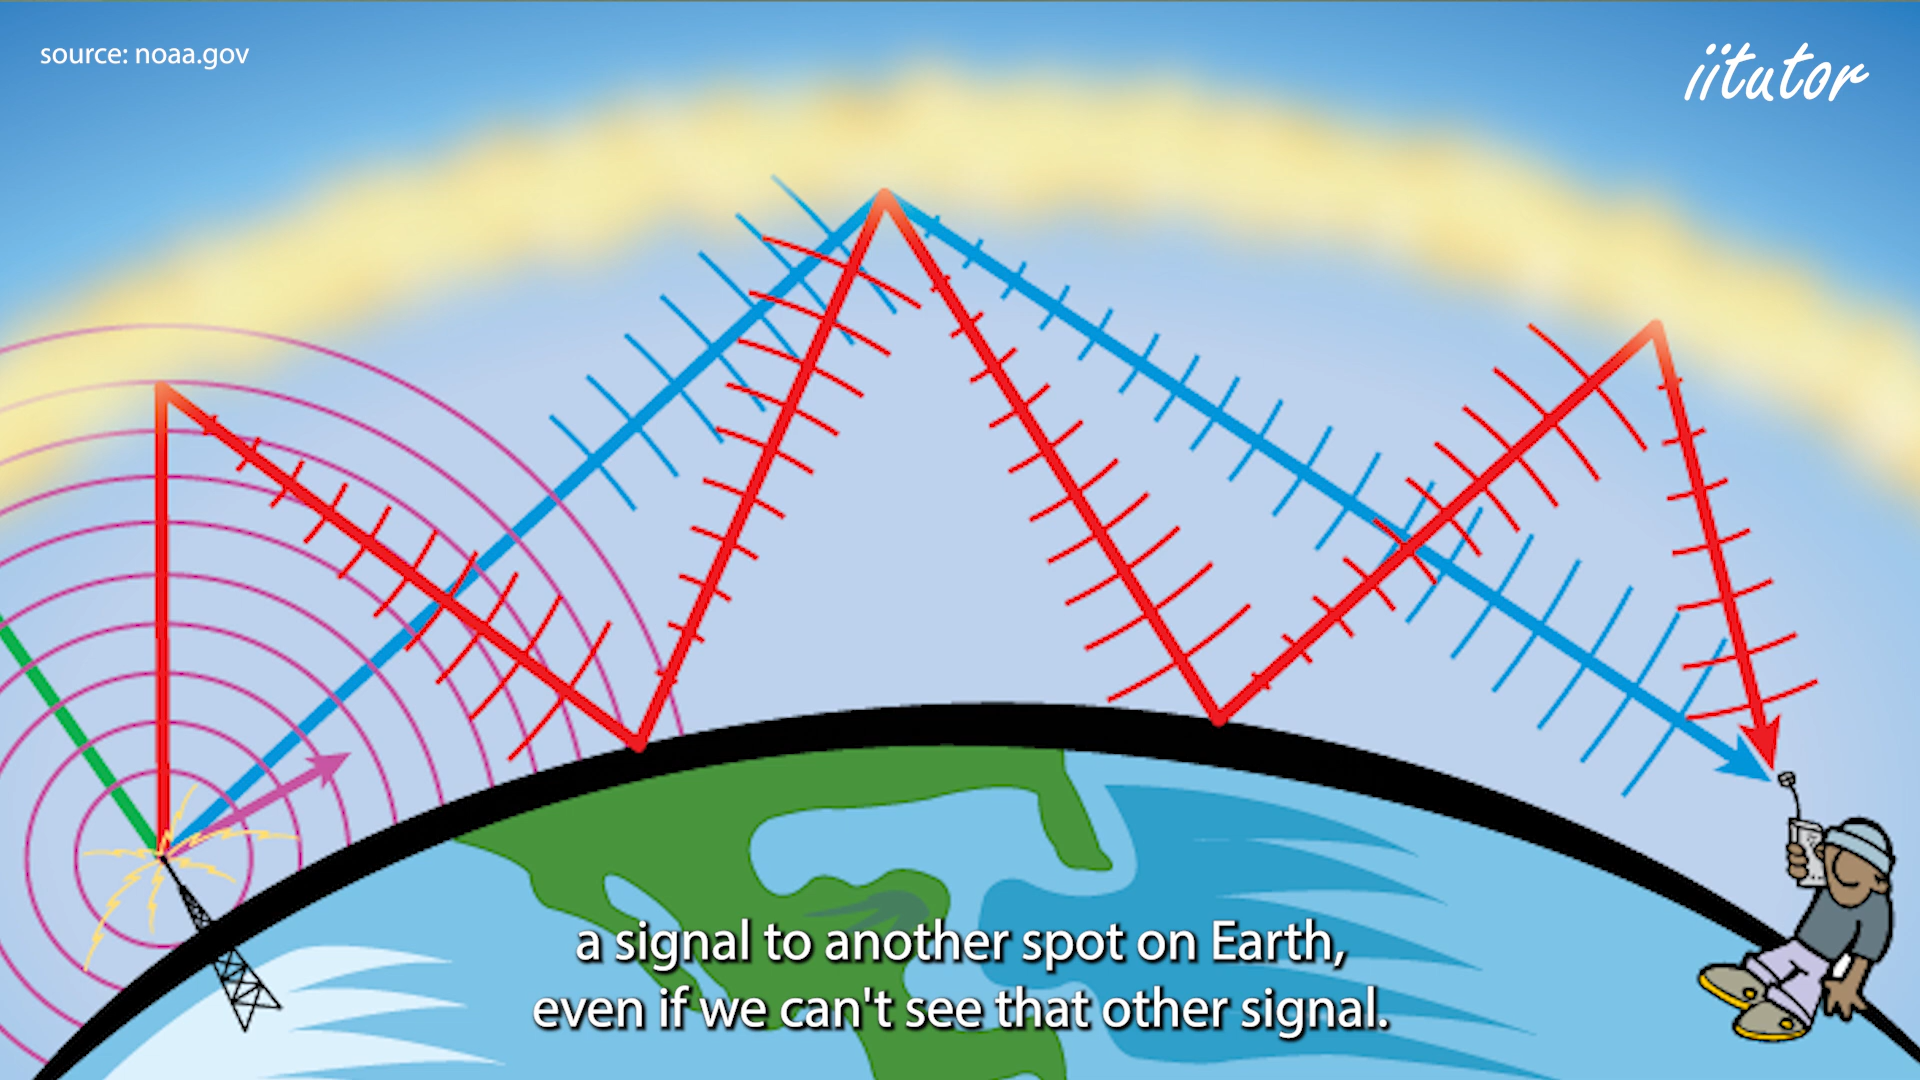 source: noaa.gov
iitutor
a signal to another spot on Earth,
even if we can't see that other signal.